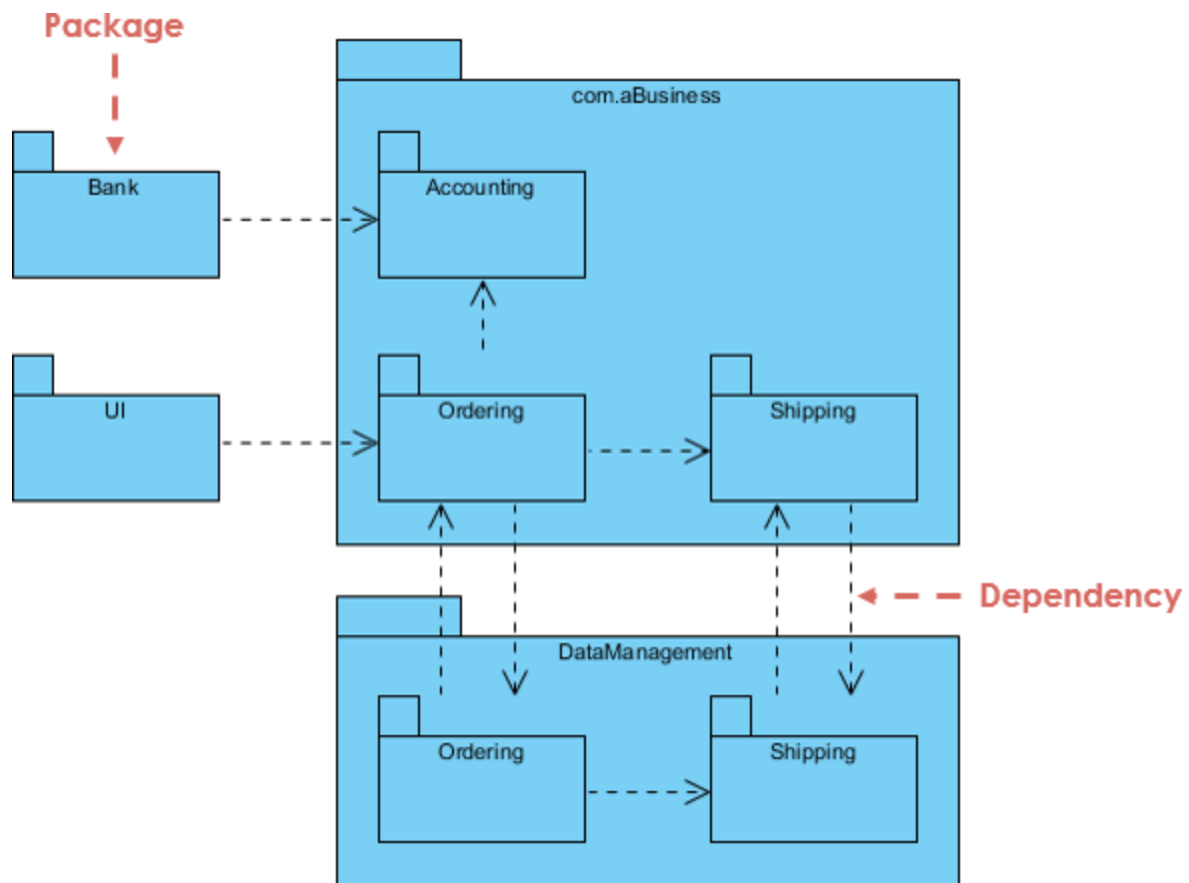 Package
com.aBusiness
Bank
Accounting
UI
Ordering
Shipping
Dependency
DataManagement
Ordering
Shipping